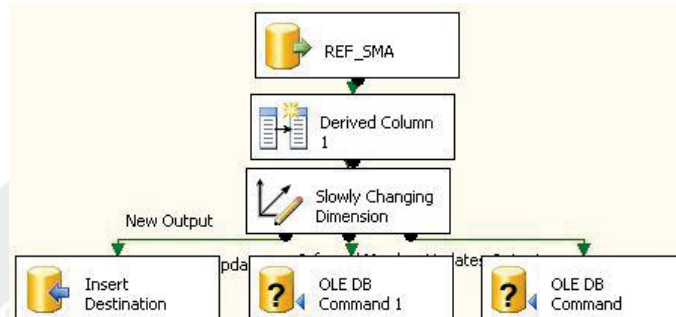 REF_SMA
Derived Column
1
Slowly Changing
Dimension
New Output
Insert
Destination
OLE DB
Command 1
OLE DB
Command